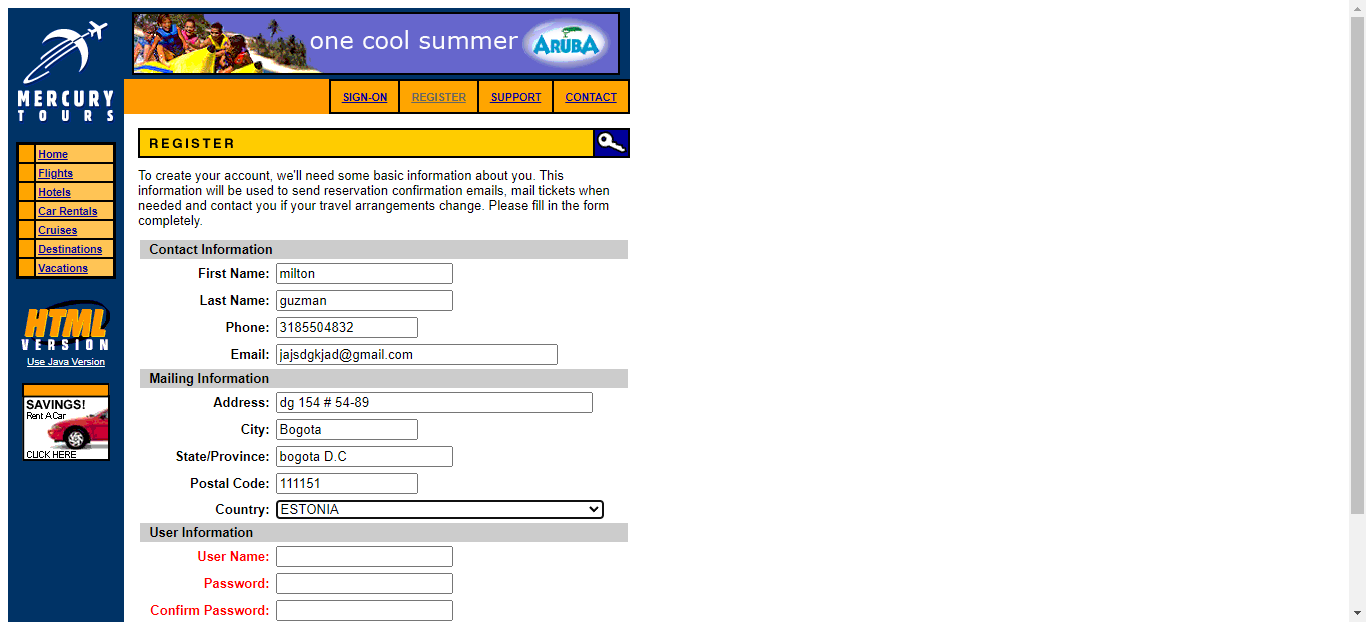 MERCURY
TOURS
one cool summer
ARUBA
SIGN-ON
REGISTER
SUPPORT
CONTACT
Home
Flights
Hotels
Car Rentals
Cruises
Destinations
Vacations
HTML
VERSION
Use Java Version
SAVINGS!
Rent A Car
CLICK HERE
REGISTER
To create your account, we'll need some basic information about you. This
information will be used to send reservation confirmation emails, mail tickets when
needed and contact you if your travel arrangements change. Please fill in the form
completely.
Contact Information
First Name: milton
Last Name: guzman
Phone: 3185504832
Email: jajsdgkjad@gmail.com
Mailing Information
Address: dg 154 # 54-89
City: Bogota
State/Province: bogota D.C
Postal Code: 111151
Country: ESTONIA
User Information
User Name:
Password:
Confirm Password: